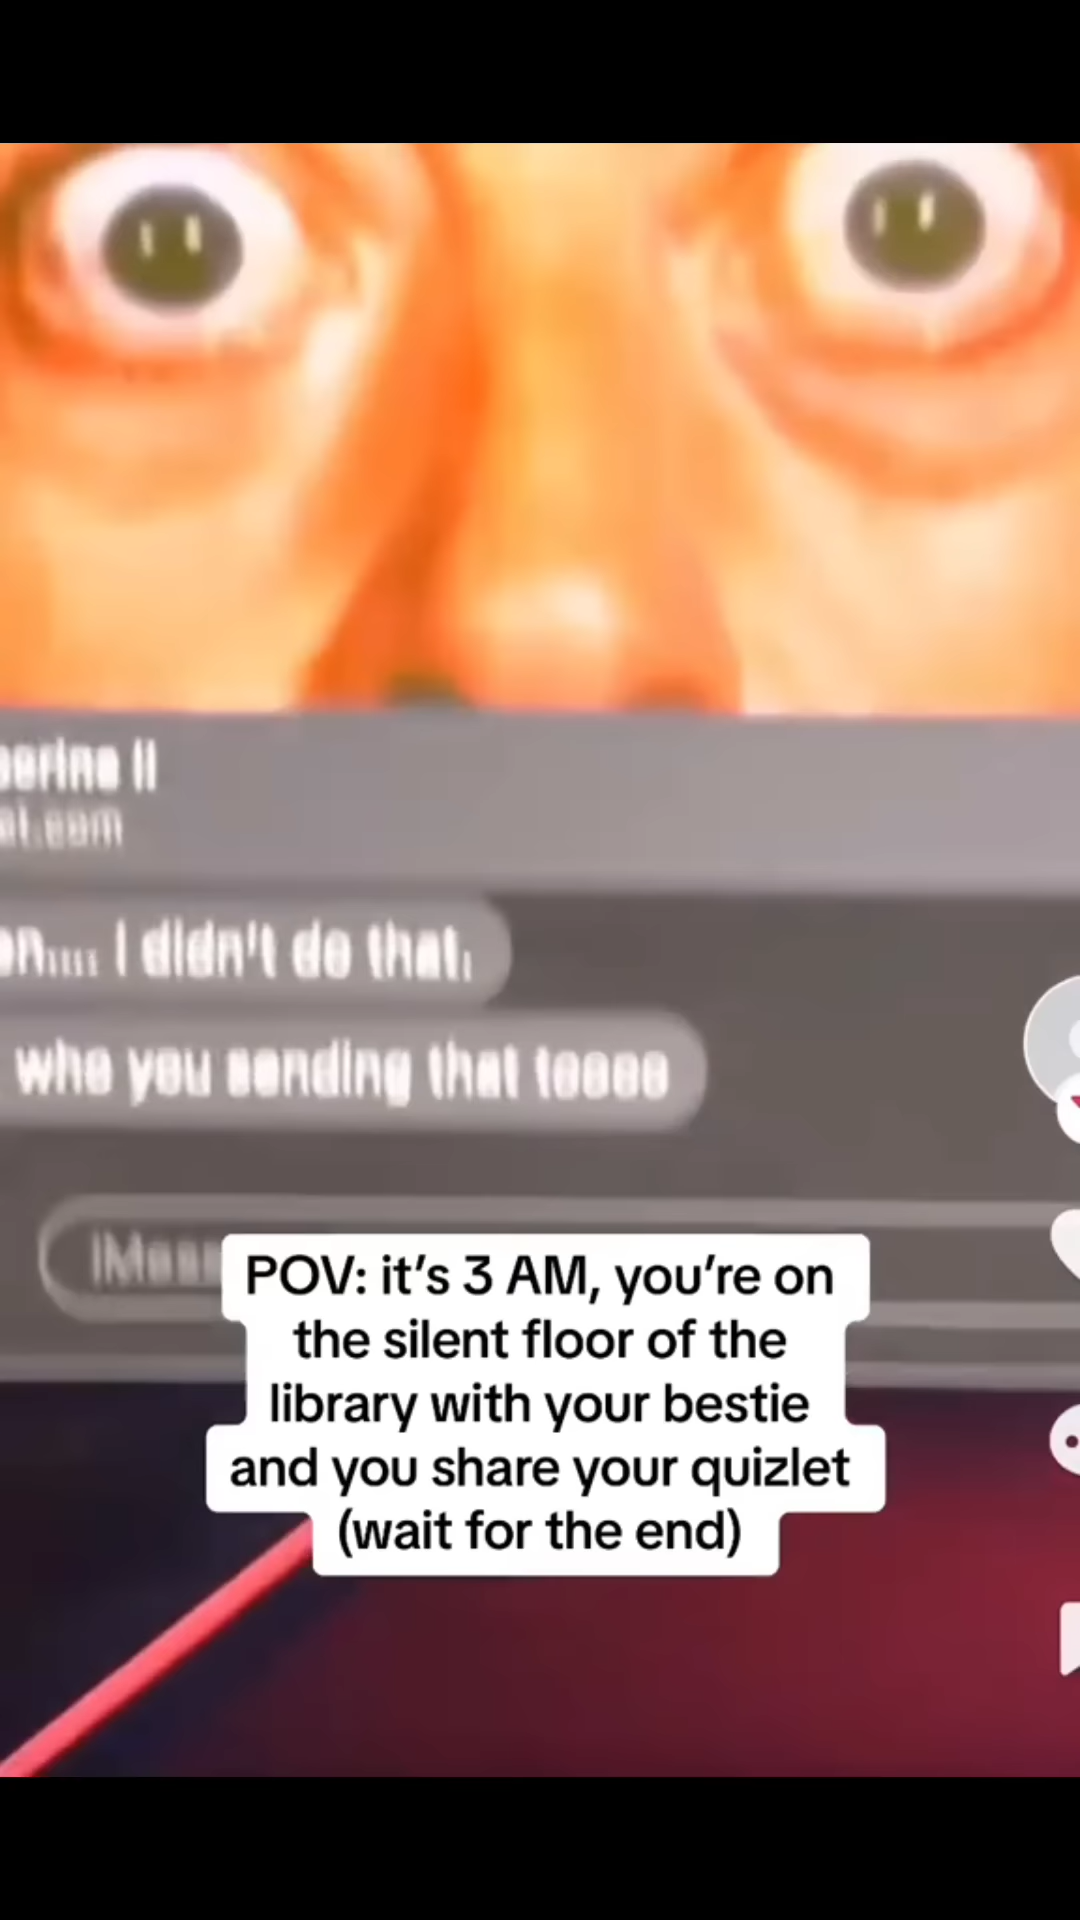 I didn't do that.
who you sending that toooo
POV: it's 3 AM, you're on
the silent floor of the
library with your bestie
and you share your quizlet
(wait for the end)